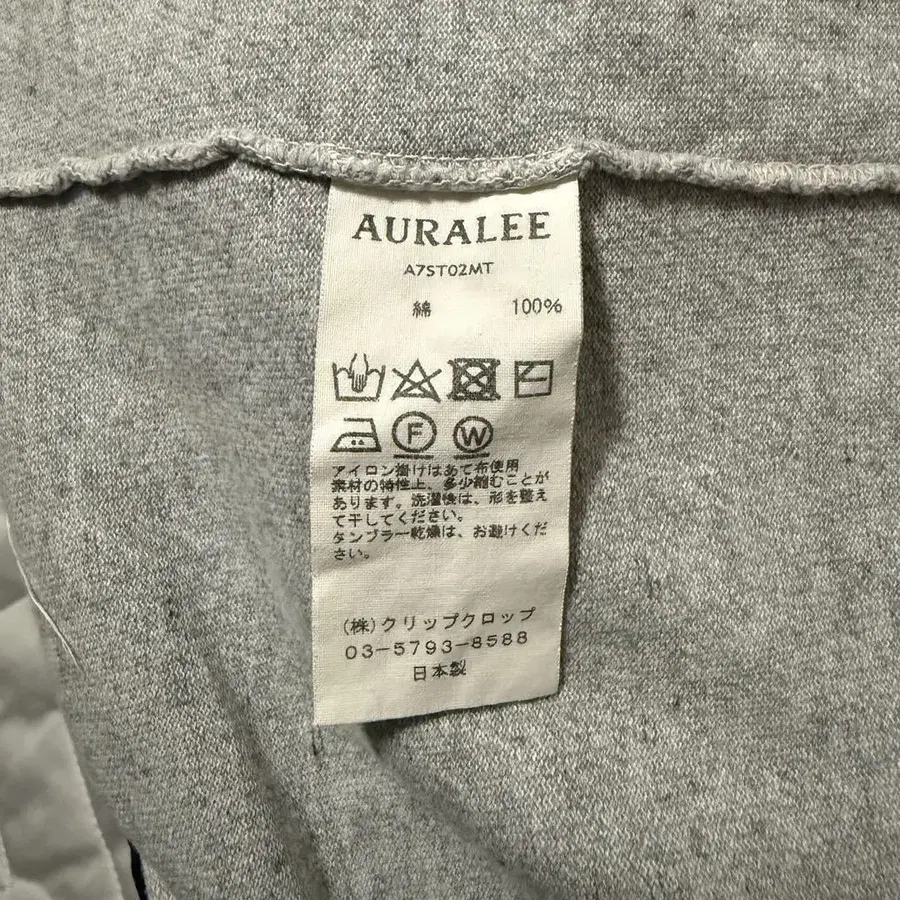 AURALEE
A7ST02MT
綿 100%
F W
アイロン掛けはあて布使用
素材の特性上、多少縮むことが
あります。洗濯後は、形を整え
て干してください。
タンブラー乾燥は、お避けくだ
さい。
(株)クリップクロップ
03-5793-8588
日本製